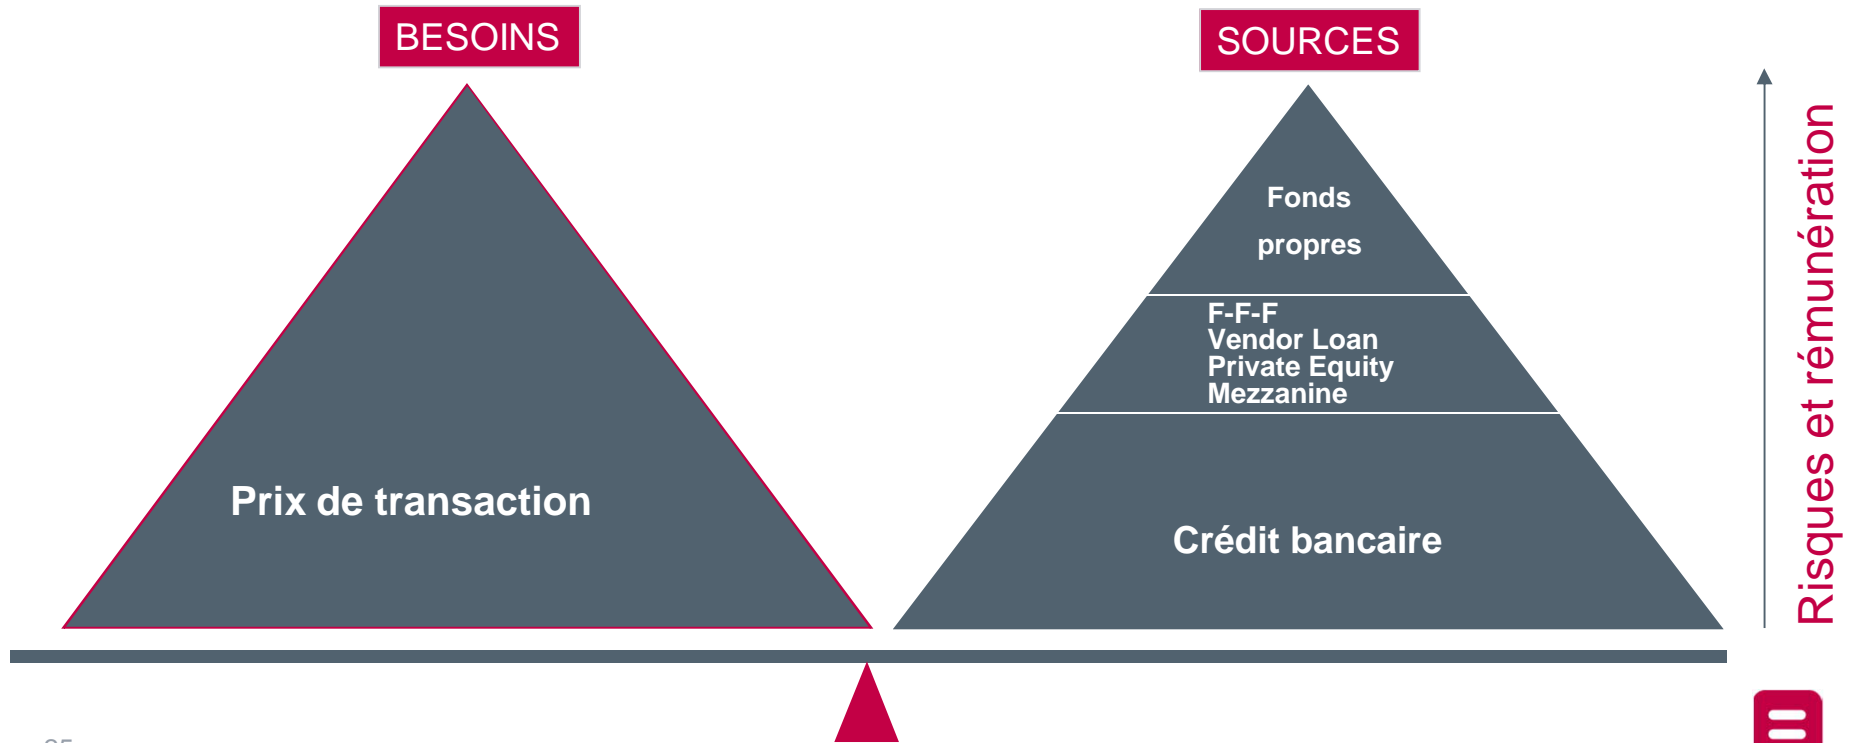 BESOINS
SOURCES
Fonds
propres
F-F-F
Vendor Loan
Private Equity
Mezzanine
Prix de transaction
Crédit bancaire
Risques et rémunération